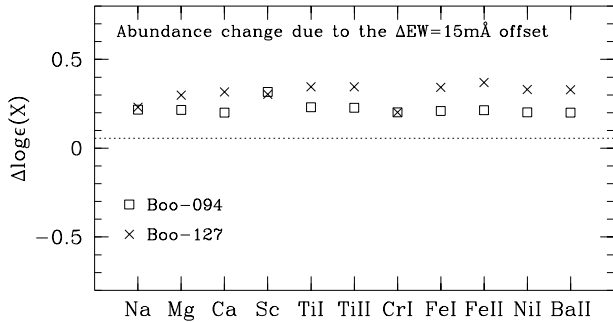 Abundance change due to the ΔEW=15mÅ offset
0.5
0
−0.5
Δlogϵ(X)
Boo−094
Boo−127
Na Mg Ca Sc TiI TiII CrI FeI FeII NiI BaII